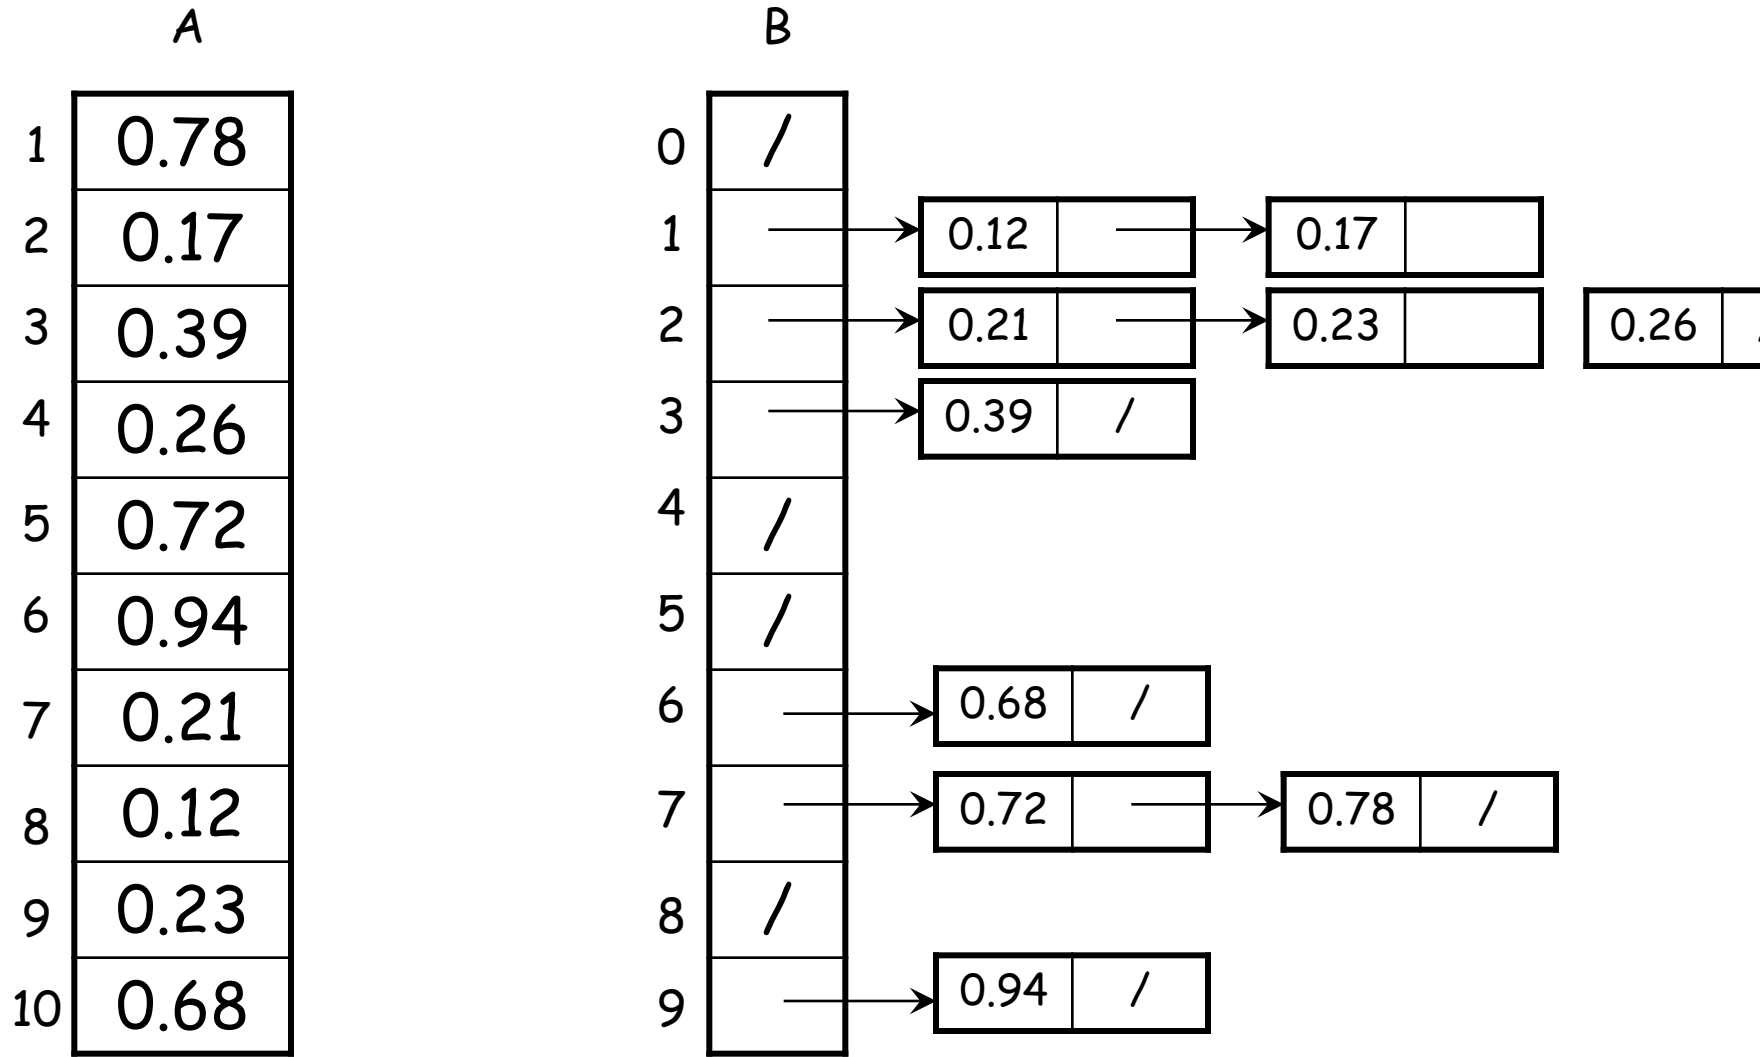 A B
1 0.78 0 /
2 0.17 1 0.12 0.17
3 0.39 2 0.21 0.23 0.26 /
4 0.26 3 0.39 /
5 0.72 4 /
6 0.94 5 /
7 0.21 6 0.68 /
8 0.12 7 0.72 0.78 /
9 0.23 8 /
10 0.68 9 0.94 /